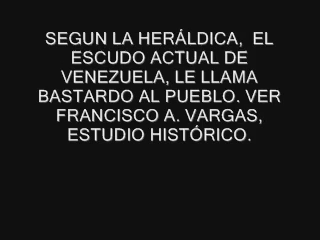 SEGUN LA HERÁLDICA, EL
ESCUDO ACTUAL DE
VENEZUELA, LE LLAMA
BASTARDO AL PUEBLO. VER
FRANCISCO A. VARGAS,
ESTUDIO HISTÓRICO.